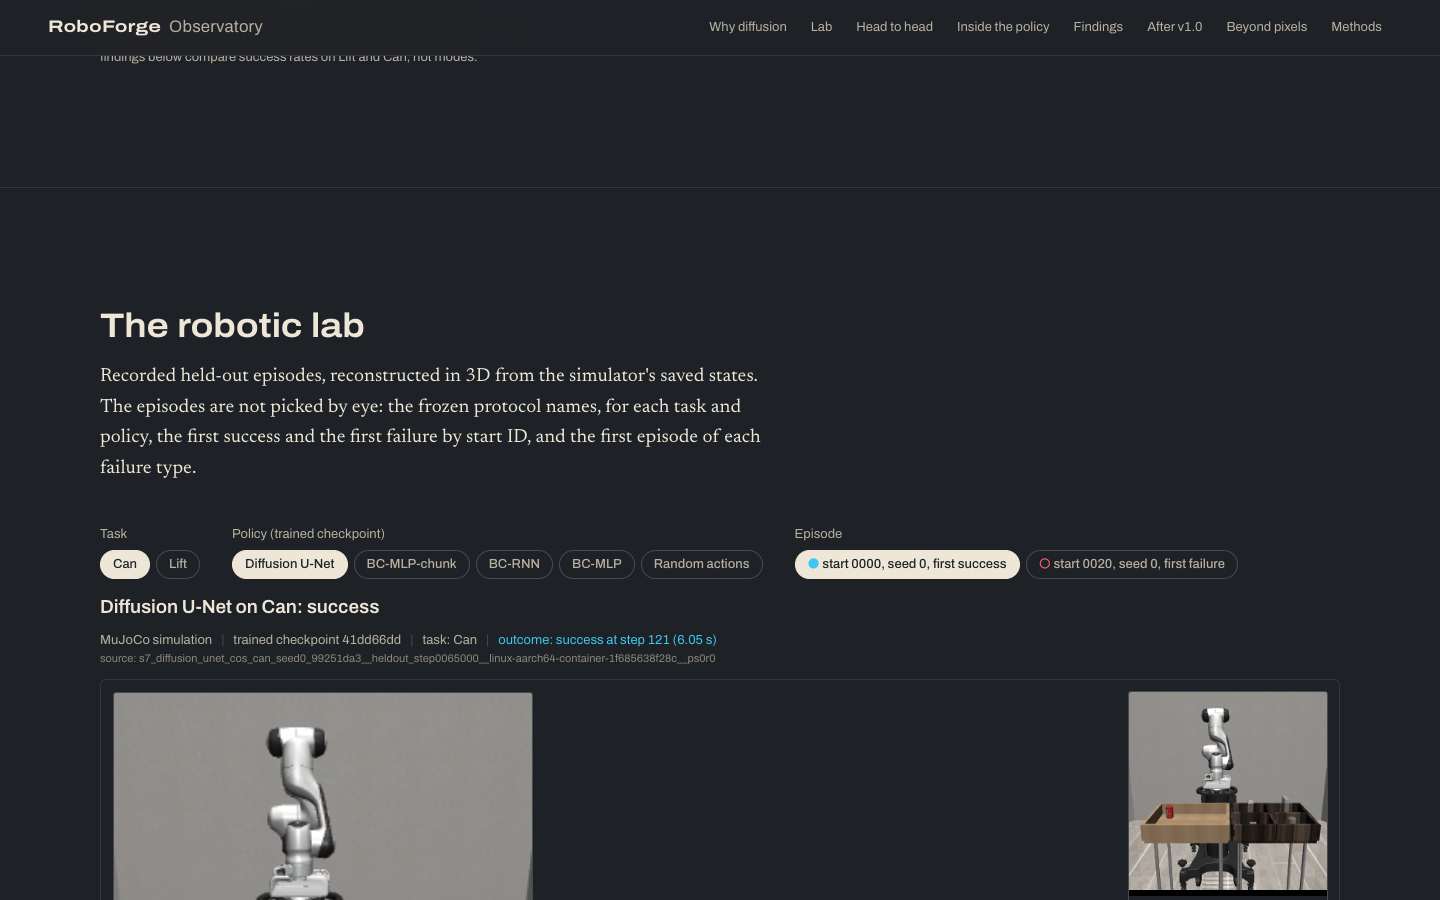 RoboForge Observatory
Why diffusion Lab Head to head Inside the policy Findings After v1.0 Beyond pixels Methods
findings below compare success rates on Lift and Can, not modes.
The robotic lab
Recorded held-out episodes, reconstructed in 3D from the simulator's saved states.
The episodes are not picked by eye: the frozen protocol names, for each task and
policy, the first success and the first failure by start ID, and the first episode of each
failure type.
Task
Can Lift
Policy (trained checkpoint)
Diffusion U-Net BC-MLP-chunk BC-RNN BC-MLP Random actions
Episode
start 0000, seed 0, first success start 0020, seed 0, first failure
Diffusion U-Net on Can: success
MuJoCo simulation | trained checkpoint 41dd66dd | task: Can | outcome: success at step 121 (6.05 s)
source: s7_diffusion_unet_cos_can_seed0_99251da3__heldout_step0065000__linux-aarch64-container-1f685638f28c__ps0r0